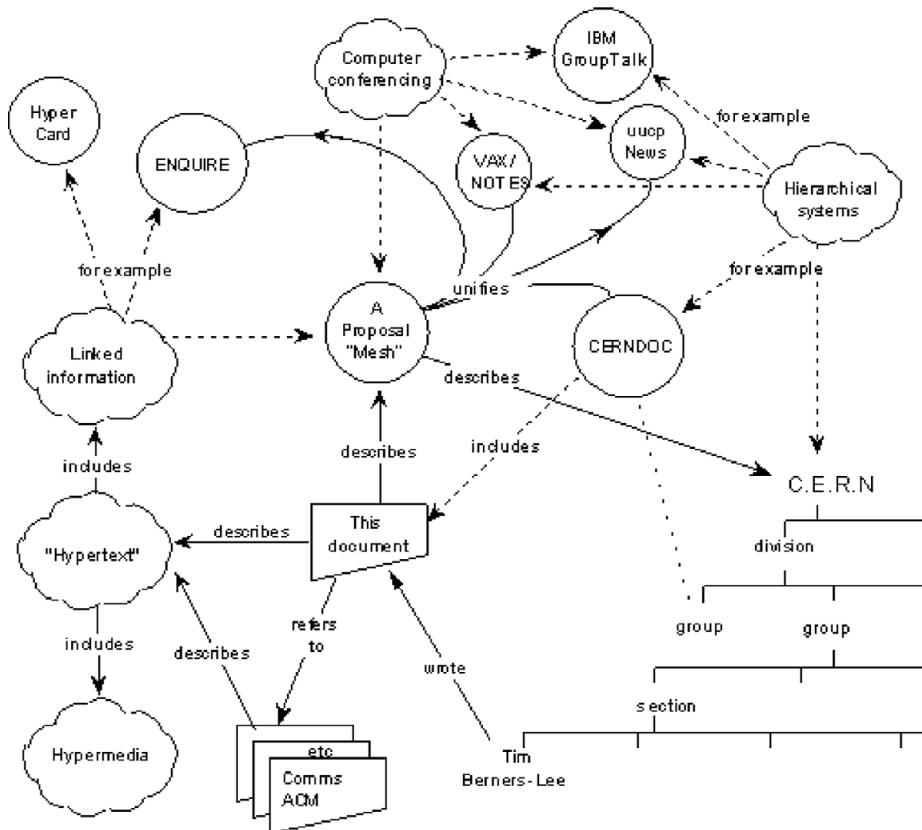 IBM
GroupTalk
Computer
conferencing
Hyper
Card
for example
uucp
News
ENQUIRE
VAX/
NOTES
Hierarchical
systems
for example
for example
unifies
A
Proposal
"Mesh"
CERNDOC
Linked
information
describes
includes
describes
includes
C.E.R.N
This
document
describes
"Hypertext"
division
includes
refers
to
describes
group
group
wrote
section
Hypermedia
etc
Tim
Berners-Lee
Comms
ACM